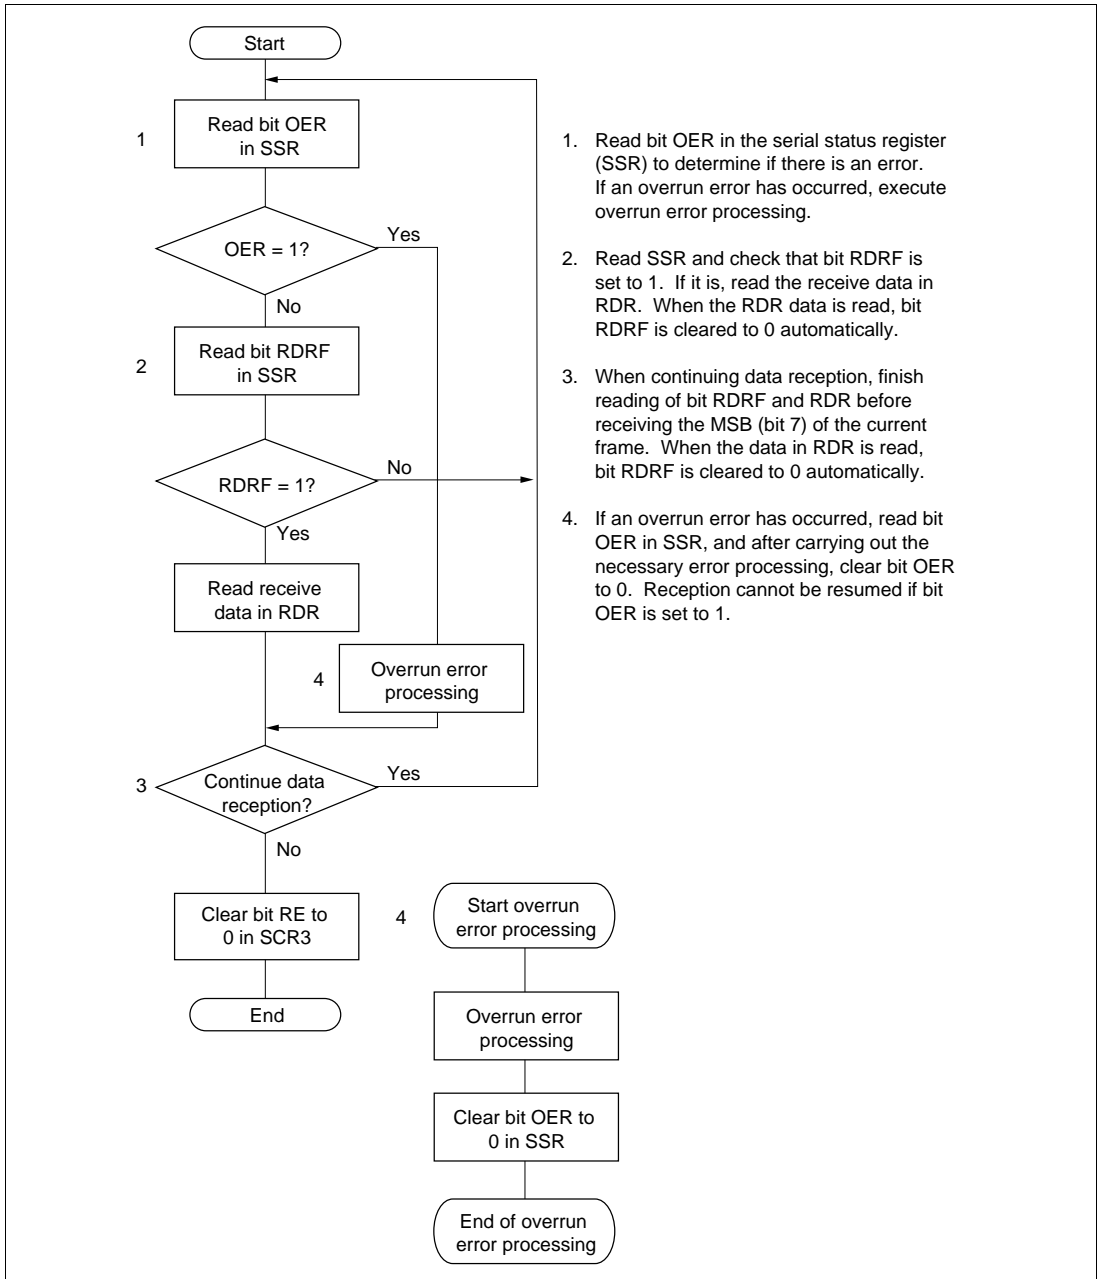 Start
1
Read bit OER
in SSR
OER = 1?
Yes
No
2
Read bit RDRF
in SSR
RDRF = 1?
No
Yes
Read receive
data in RDR
4
Overrun error
processing
3
Continue data
reception?
Yes
No
Clear bit RE to
0 in SCR3
End
4
Start overrun
error processing
Overrun error
processing
Clear bit OER to
0 in SSR
End of overrun
error processing
1. Read bit OER in the serial status register
(SSR) to determine if there is an error.
If an overrun error has occurred, execute
overrun error processing.
2. Read SSR and check that bit RDRF is
set to 1. If it is, read the receive data in
RDR. When the RDR data is read, bit
RDRF is cleared to 0 automatically.
3. When continuing data reception, finish
reading of bit RDRF and RDR before
receiving the MSB (bit 7) of the current
frame. When the data in RDR is read,
bit RDRF is cleared to 0 automatically.
4. If an overrun error has occurred, read bit
OER in SSR, and after carrying out the
necessary error processing, clear bit OER
to 0. Reception cannot be resumed if bit
OER is set to 1.